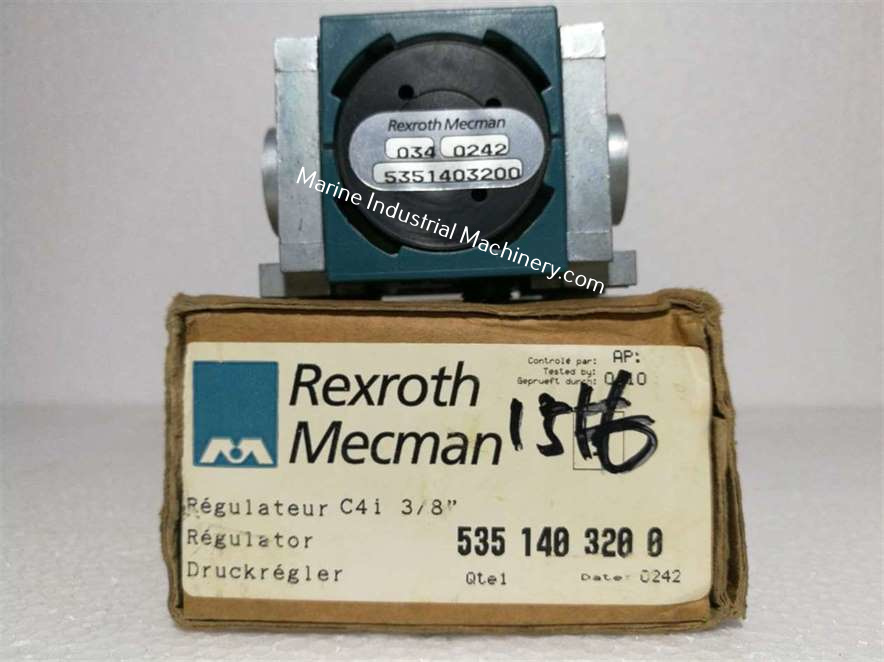 Rexroth Mecman
034 0242
5351403200
Marine Industrial Machinery.com
Controlé par: AP:
Tested by:
Geprueft durch:
Rexroth
Mecman
Régulateur C4i 3/8"
Régulator
535 140 320 0
Druckrégler
Qte1 Date: 0242